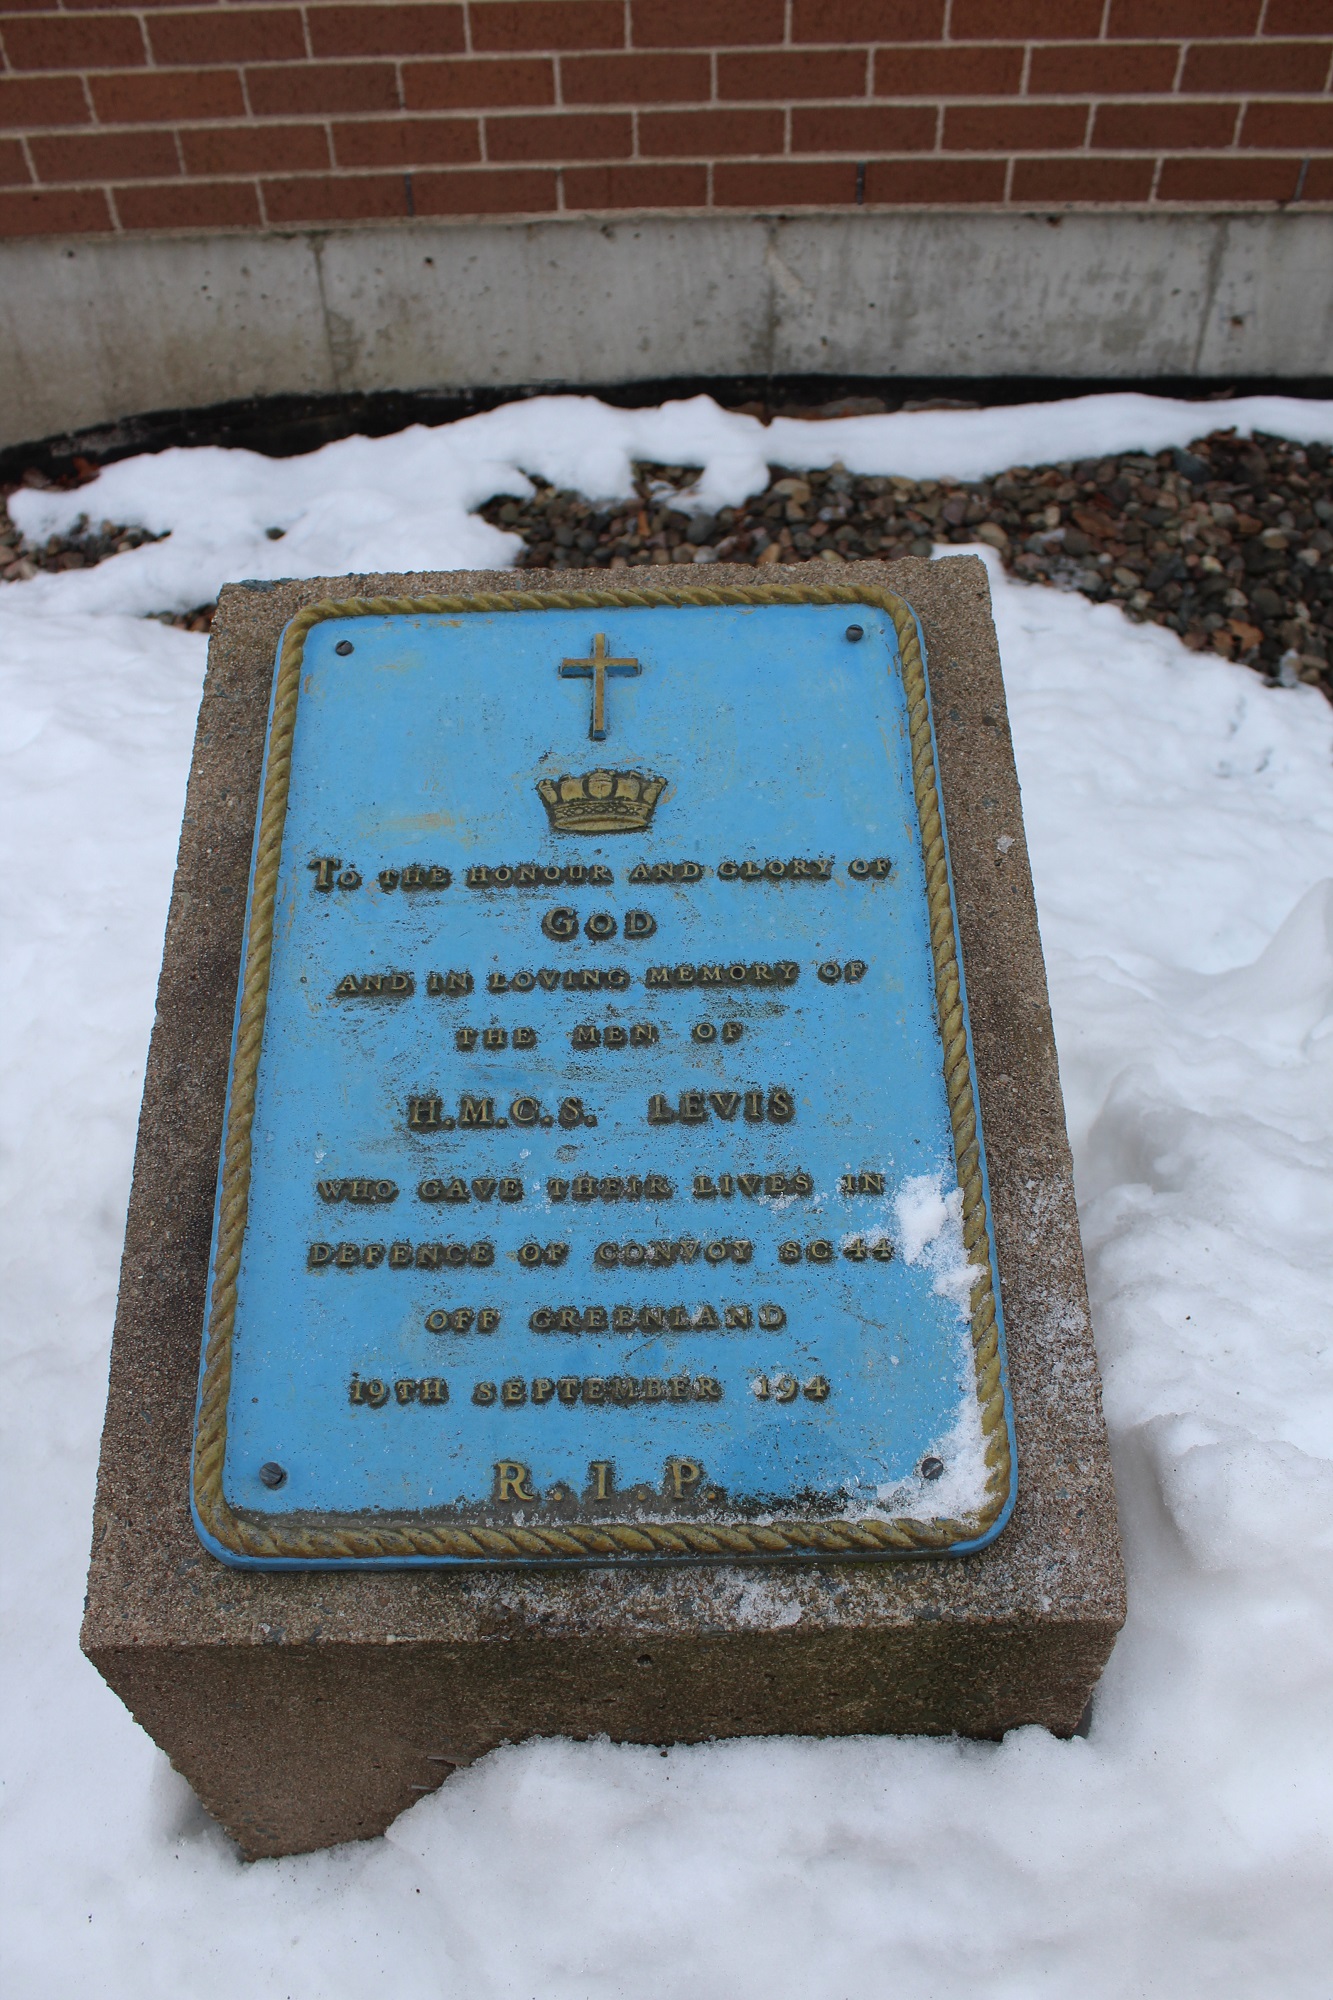 To the honour and glory of
God
and in loving memory of
the men of
H.M.C.S. Levis
who gave their lives in
defence of convoy SC 44
off Greenland
19th September 194
R.I.P.